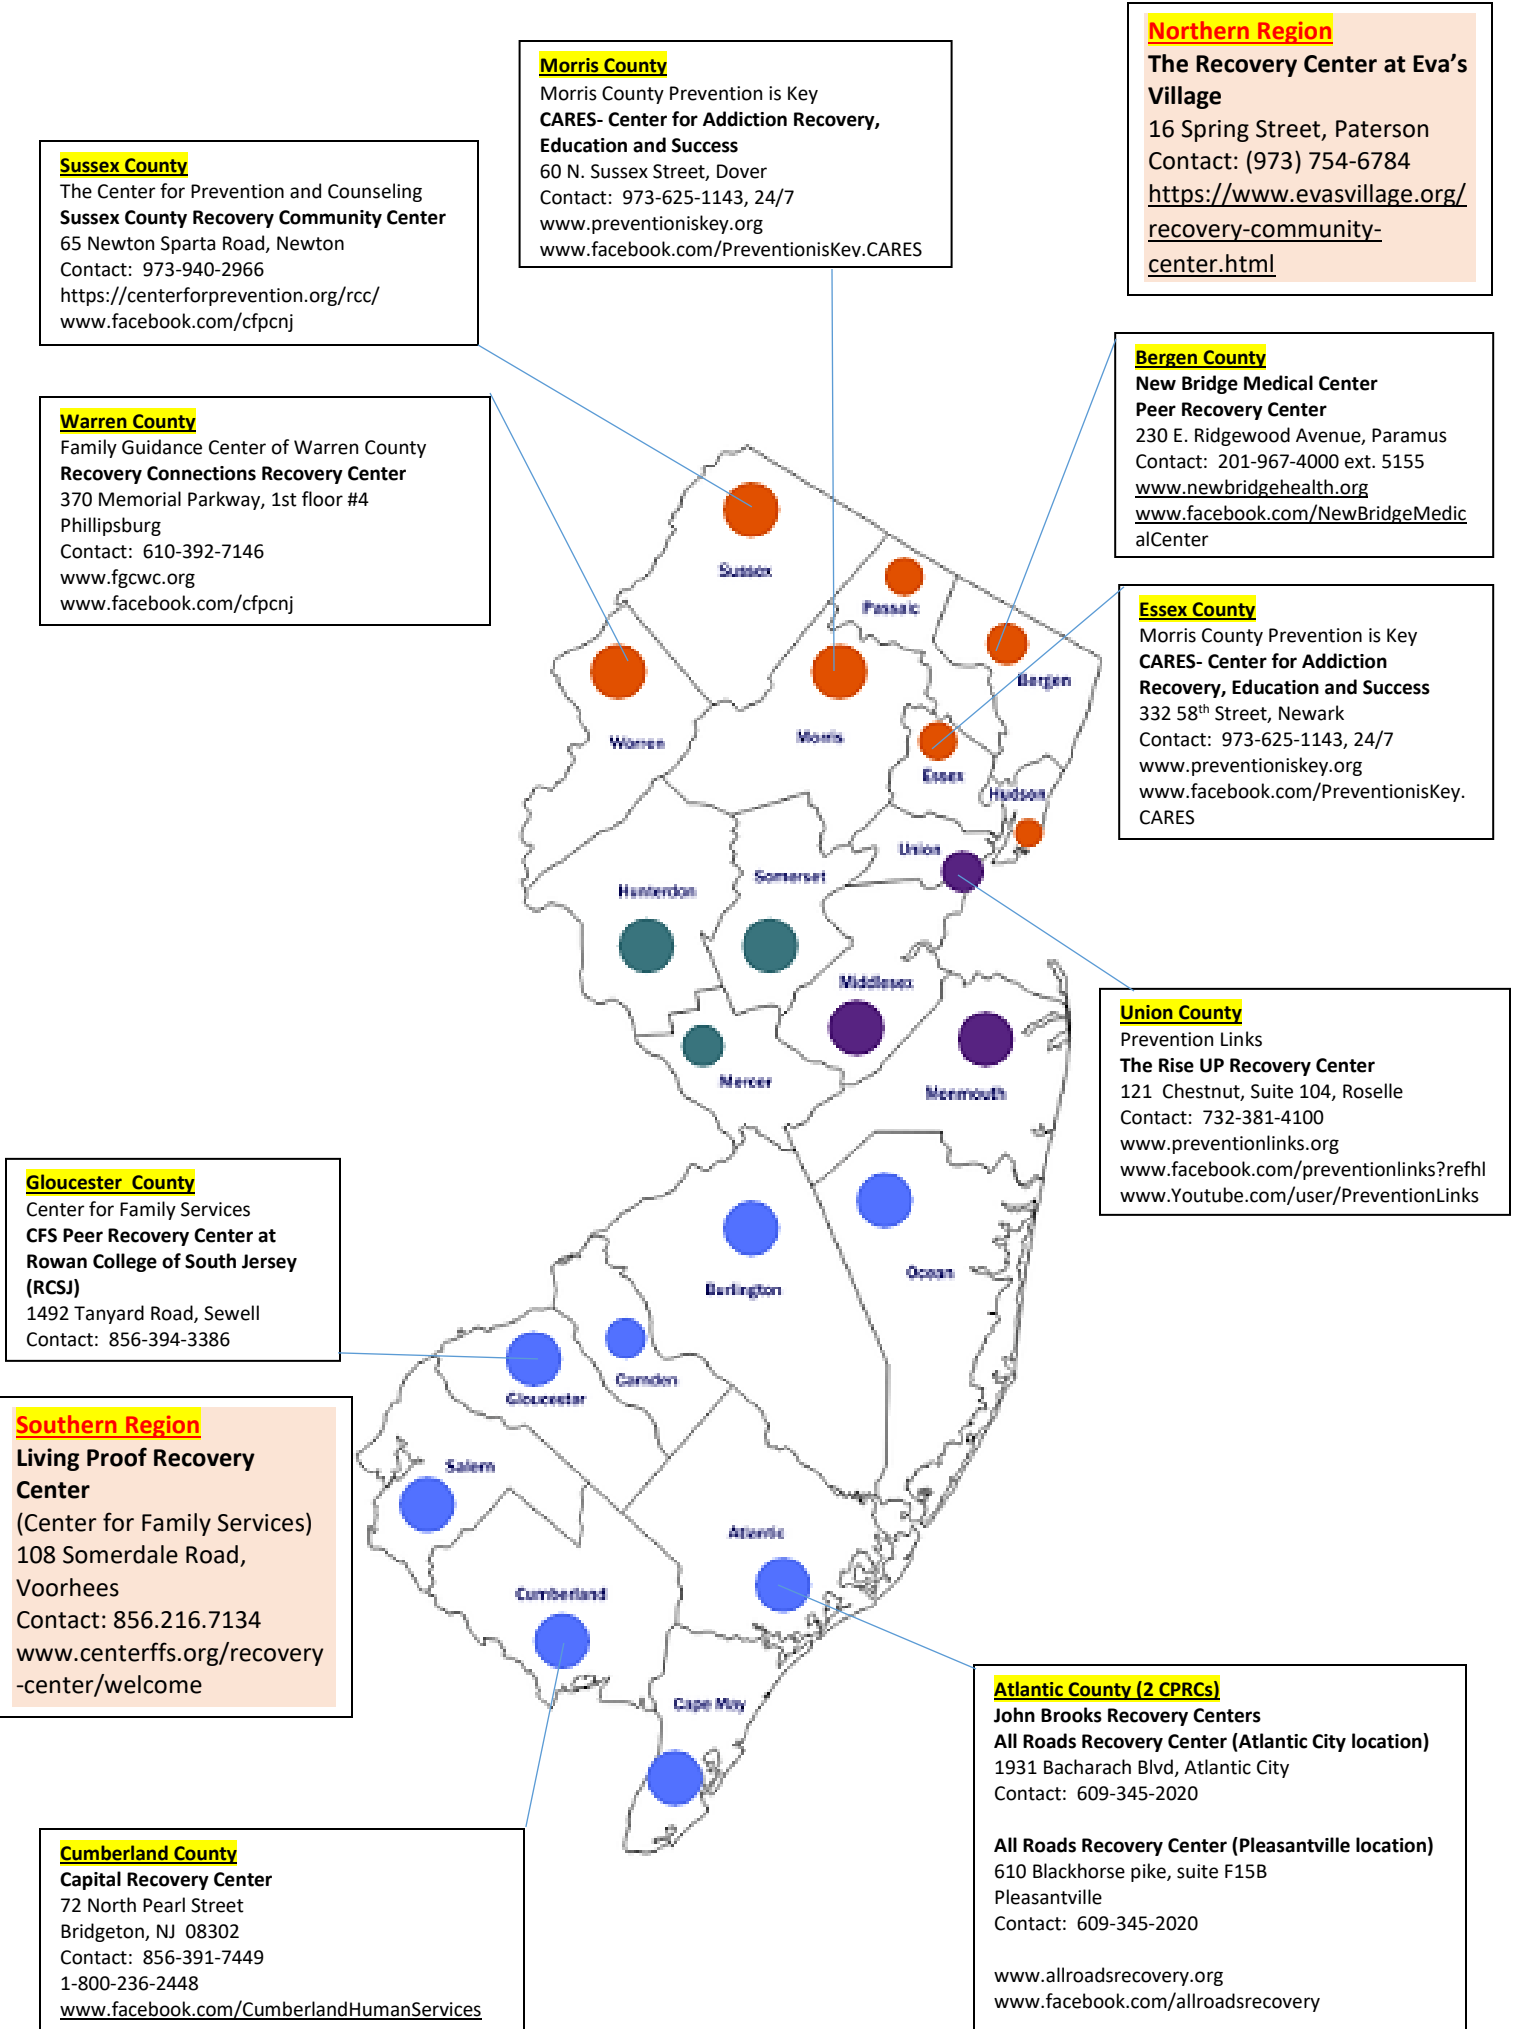 Northern Region
The Recovery Center at Eva’s
Village
16 Spring Street, Paterson
Contact: (973) 754-6784
https://www.evasvillage.org/
recovery-community-
center.html
Morris County
Morris County Prevention is Key
CARES- Center for Addiction Recovery,
Education and Success
60 N. Sussex Street, Dover
Contact:  973-625-1143, 24/7
www.preventioniskey.org
www.facebook.com/PreventionisKey.CARES
Sussex County
The Center for Prevention and Counseling
Sussex County Recovery Community Center
65 Newton Sparta Road, Newton
Contact:  973-940-2966
https://centerforprevention.org/rcc/
www.facebook.com/cfpcnj
Bergen County
New Bridge Medical Center
Peer Recovery Center
230 E. Ridgewood Avenue, Paramus
Contact:  201-967-4000 ext. 5155
www.newbridgehealth.org
www.facebook.com/NewBridgeMedic
alCenter
Warren County
Family Guidance Center of Warren County
Recovery Connections Recovery Center
370 Memorial Parkway, 1st floor #4
Phillipsburg
Contact:  610-392-7146
www.fgcwc.org
www.facebook.com/cfpcnj
Essex County
Morris County Prevention is Key
CARES- Center for Addiction
Recovery, Education and Success
332 58th Street, Newark
Contact:  973-625-1143, 24/7
www.preventioniskey.org
www.facebook.com/PreventionisKey.
CARES
Sussex
Passaic
Bergen
Warren
Morris
Essex
Hudson
Union
Somerset
Hunterdon
Middlesex
Mercer
Monmouth
Ocean
Burlington
Camden
Gloucester
Salem
Atlantic
Cumberland
Cape May
Union County
Prevention Links
The Rise UP Recovery Center
121  Chestnut, Suite 104, Roselle
Contact:  732-381-4100
www.preventionlinks.org
www.facebook.com/preventionlinks?refhl
www.Youtube.com/user/PreventionLinks
Gloucester  County
Center for Family Services
CFS Peer Recovery Center at
Rowan College of South Jersey
(RCSJ)
1492 Tanyard Road, Sewell
Contact:  856-394-3386
Southern Region
Living Proof Recovery
Center
(Center for Family Services)
108 Somerdale Road,
Voorhees
Contact: 856.216.7134
www.centerffs.org/recovery
-center/welcome
Atlantic County (2 CPRCs)
John Brooks Recovery Centers
All Roads Recovery Center (Atlantic City location)
1931 Bacharach Blvd, Atlantic City
Contact:  609-345-2020
All Roads Recovery Center (Pleasantville location)
610 Blackhorse pike, suite F15B
Pleasantville
Contact:  609-345-2020
www.allroadsrecovery.org
www.facebook.com/allroadsrecovery
Cumberland County
Capital Recovery Center
72 North Pearl Street
Bridgeton, NJ  08302
Contact:  856-391-7449
1-800-236-2448
www.facebook.com/CumberlandHumanServices